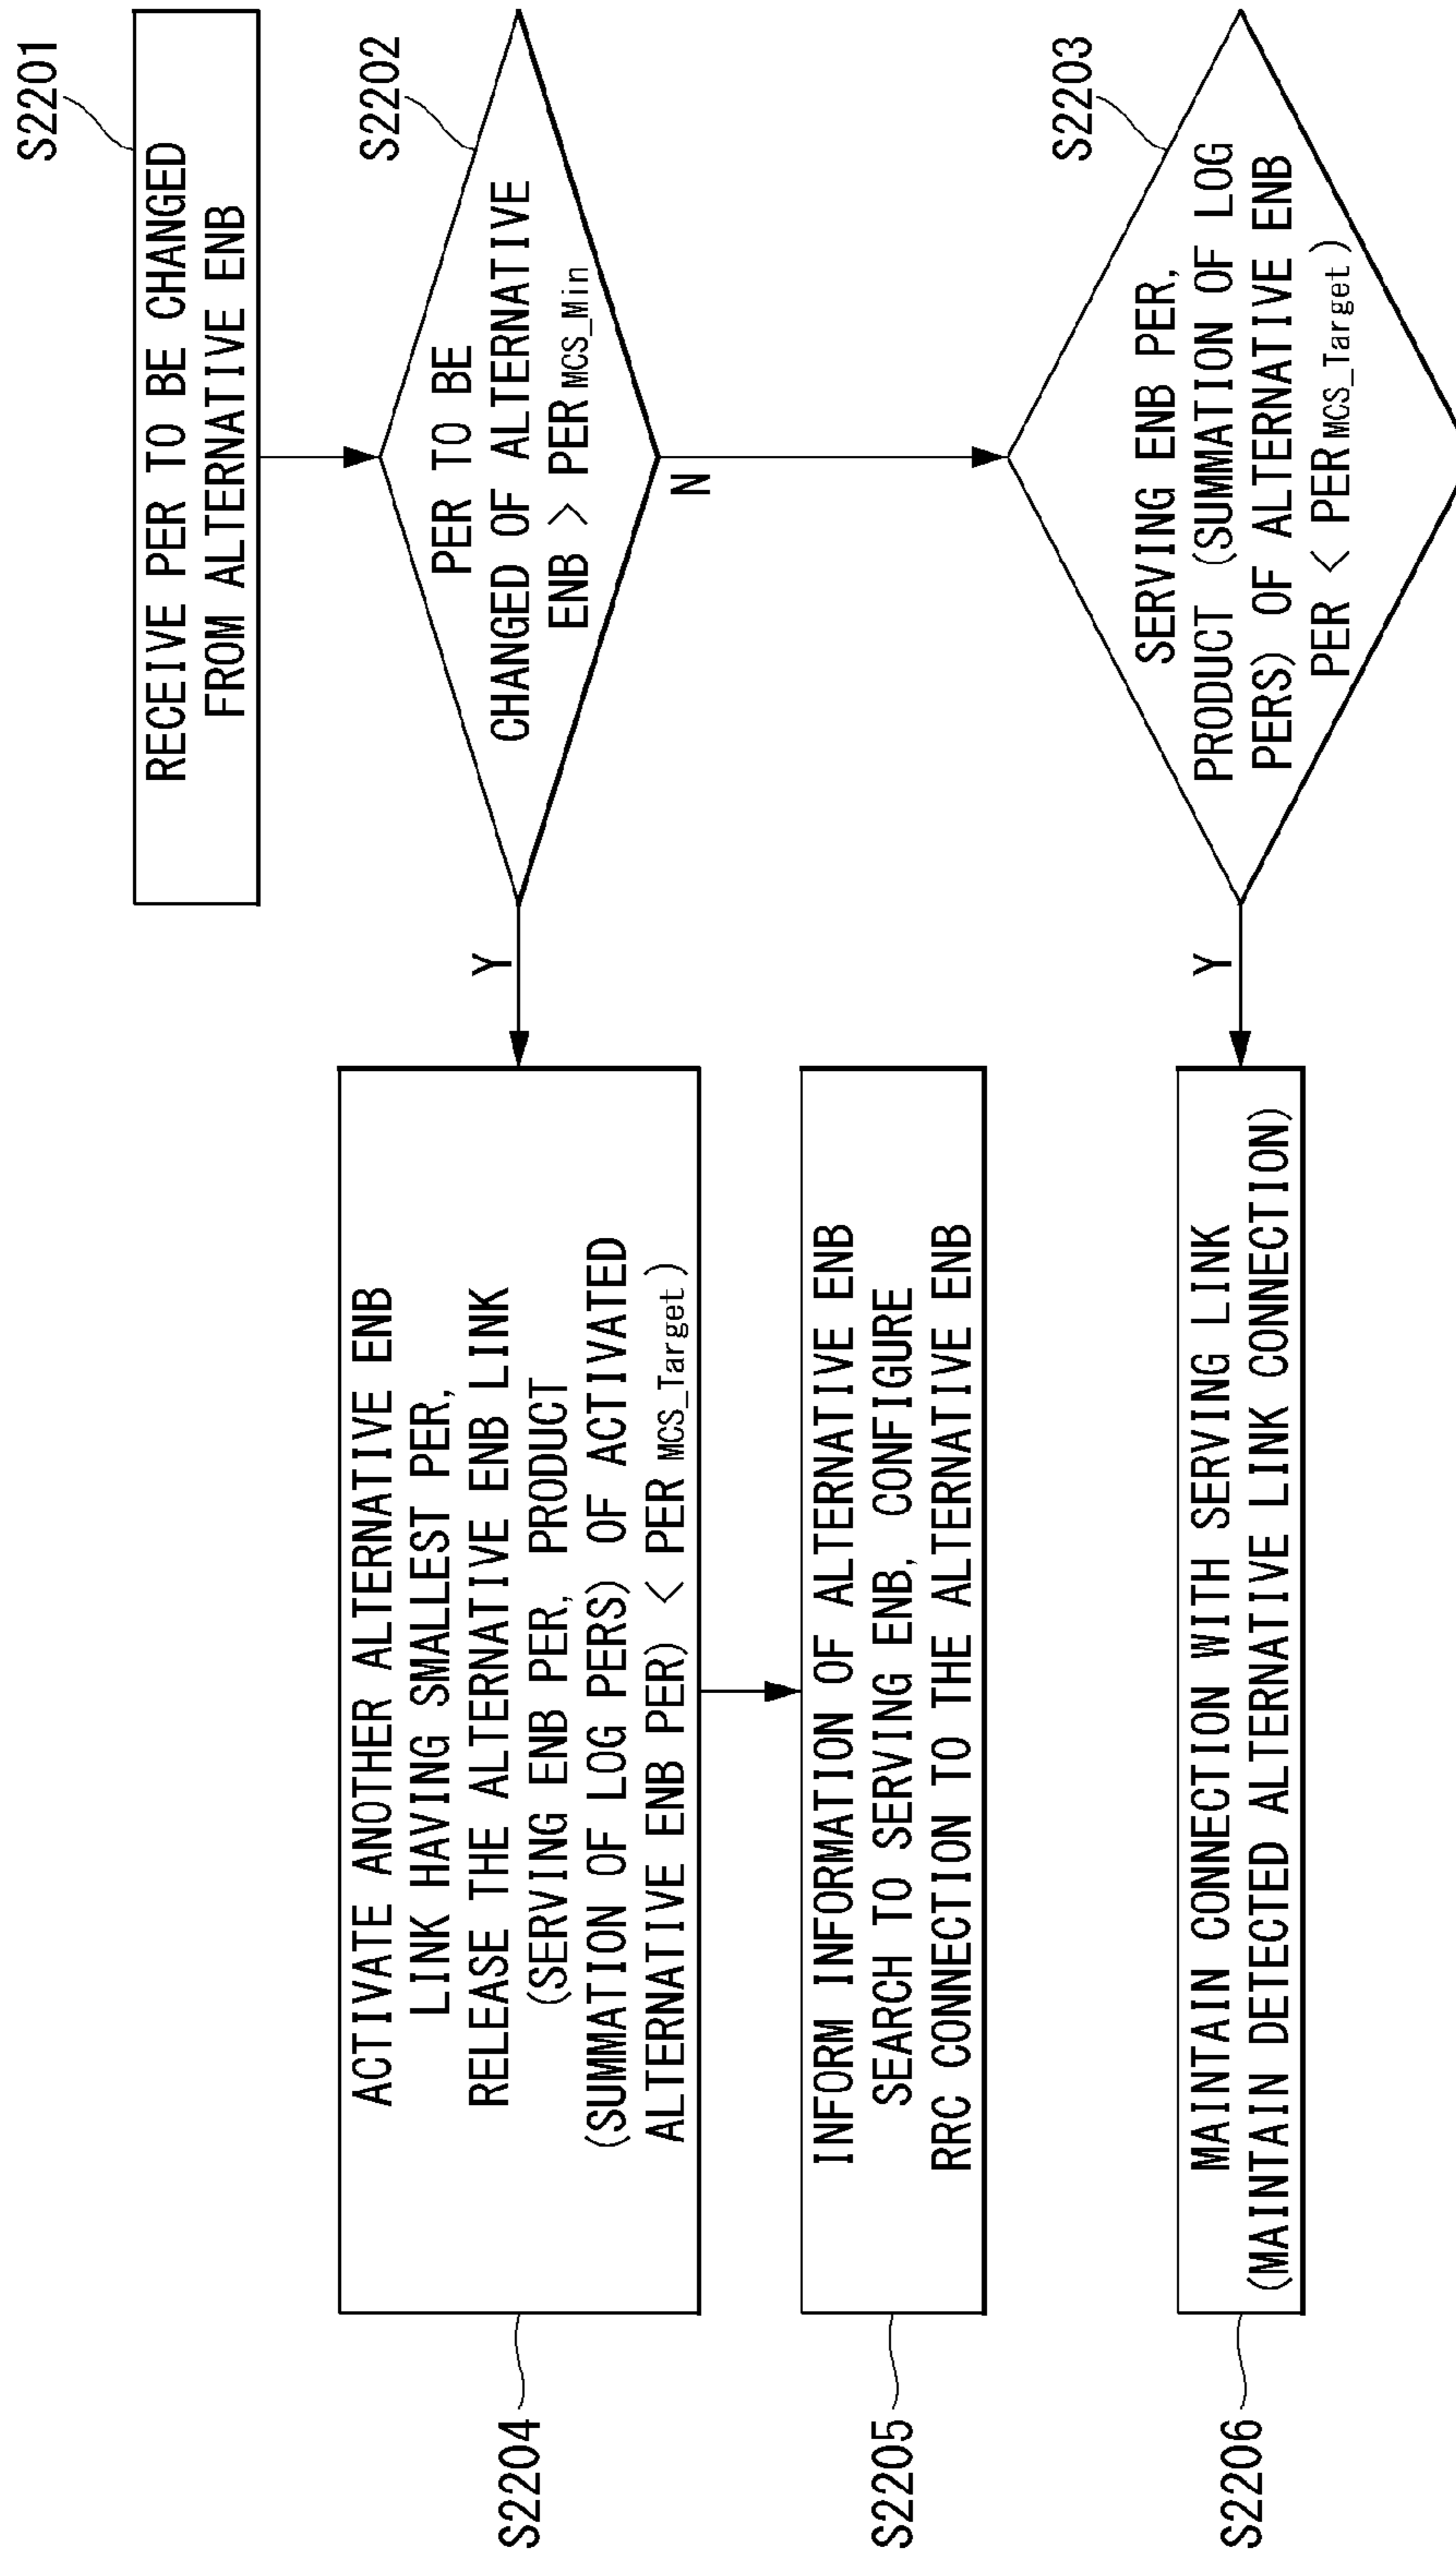 S2201
RECEIVE PER TO BE CHANGED
FROM ALTERNATIVE ENB
S2202
PER TO BE
CHANGED OF ALTERNATIVE
ENB > PER MCS_Min
Y
N
S2204
ACTIVATE ANOTHER ALTERNATIVE ENB
LINK HAVING SMALLEST PER,
RELEASE THE ALTERNATIVE ENB LINK
(SERVING ENB PER, PRODUCT
(SUMMATION OF LOG PERS) OF ACTIVATED
ALTERNATIVE ENB PER) < PER MCS_Target)
S2205
INFORM INFORMATION OF ALTERNATIVE ENB
SEARCH TO SERVING ENB, CONFIGURE
RRC CONNECTION TO THE ALTERNATIVE ENB
S2203
SERVING ENB PER,
PRODUCT (SUMMATION OF LOG
PERS) OF ALTERNATIVE ENB
PER < PER MCS_Target)
Y
S2206
MAINTAIN CONNECTION WITH SERVING LINK
(MAINTAIN DETECTED ALTERNATIVE LINK CONNECTION)